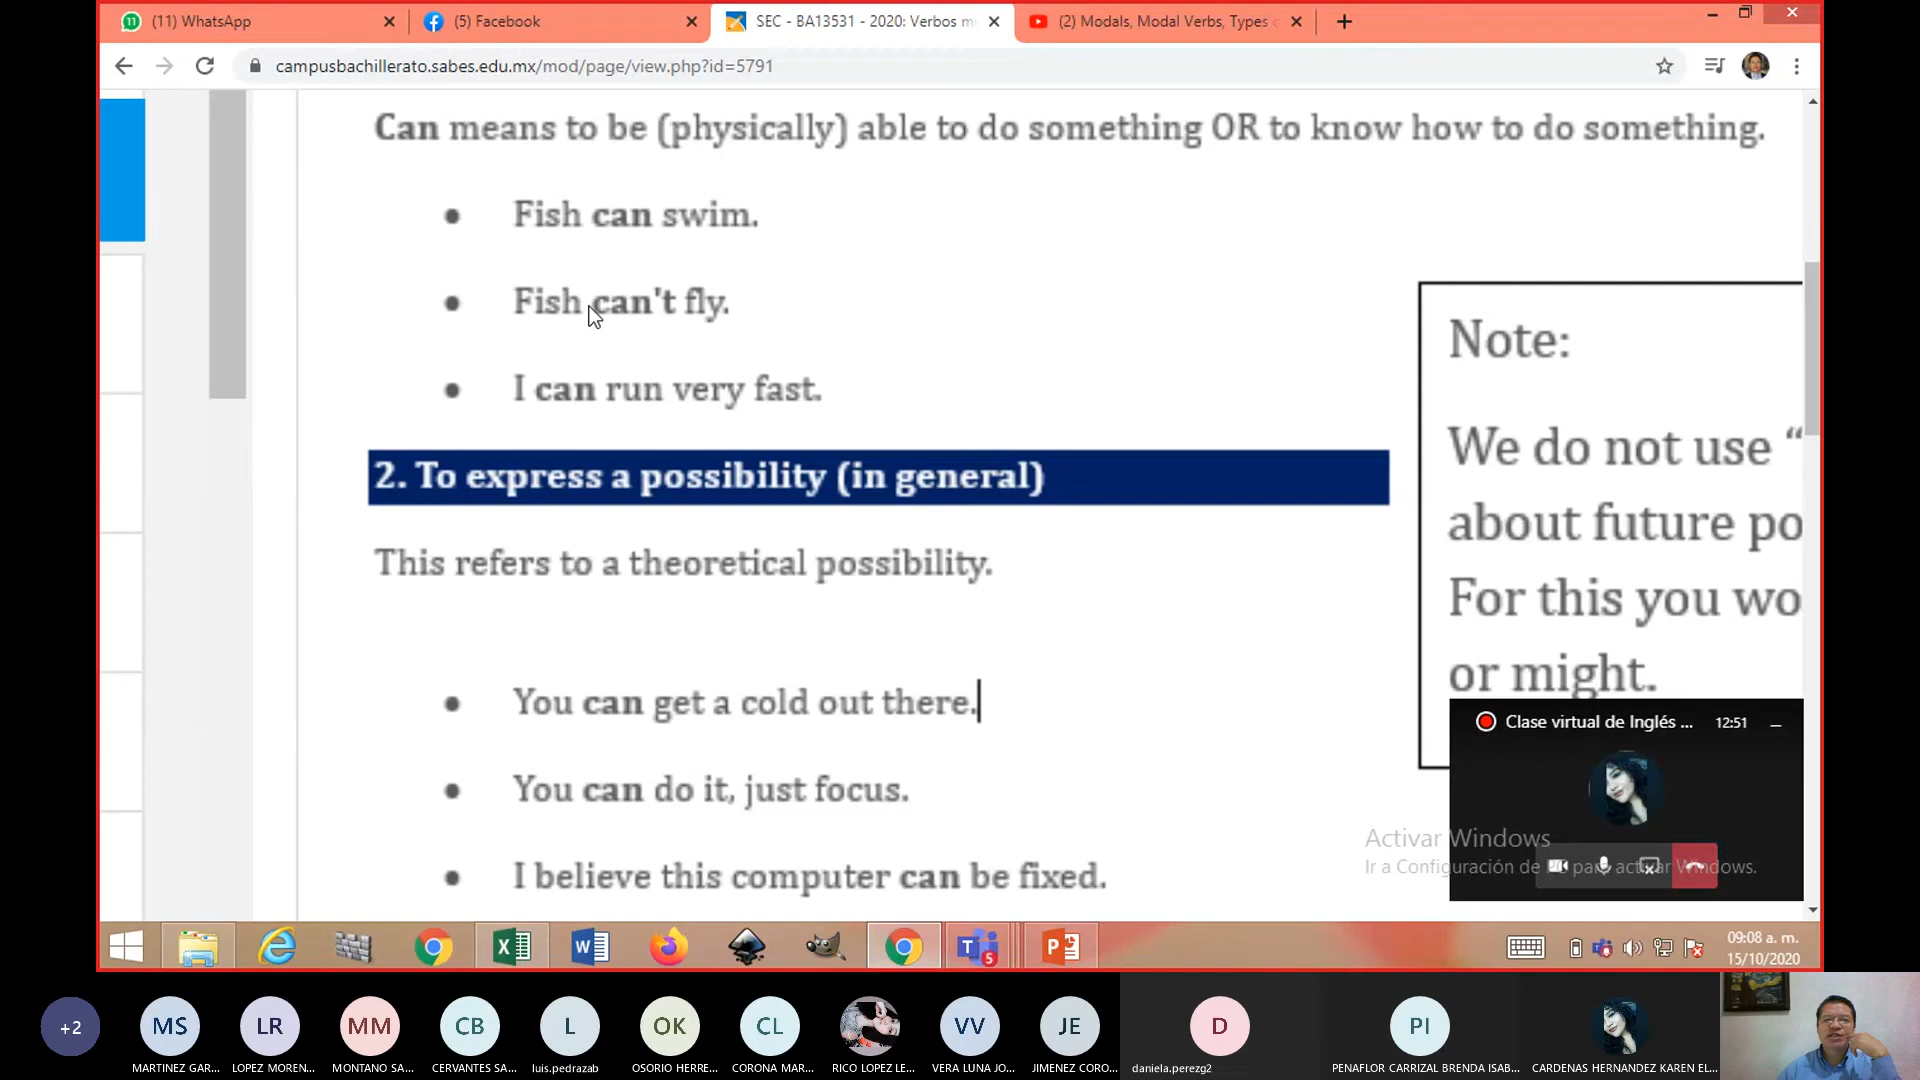 (11) WhatsApp
(5) Facebook
SEC - BA13531 - 2020: Verbos m
(2) Modals, Modal Verbs, Types
campusbachillerato.sabes.edu.mx/mod/page/view.php?id=5791
Can means to be (physically) able to do something OR to know how to do something.
Fish can swim.
Fish can't fly.
I can run very fast.
2. To express a possibility (in general)
This refers to a theoretical possibility.
You can get a cold out there.
You can do it, just focus.
I believe this computer can be fixed.
Note:
We do not use “
about future po
For this you wo
or might.
Clase virtual de Inglés ... 12:51
Activar Windows
Ir a Configuración de PC para activar Windows.
09:08 a. m.
15/10/2020
5
+2
MS
LR
MM
CB
L
OK
CL
VV
JE
D
PI
MARTINEZ GAR...
LOPEZ MOREN...
MONTANO SA...
CERVANTES SA...
luis.pedrazab
OSORIO HERRE...
CORONA MAR...
RICO LOPEZ LE...
VERA LUNA JO...
JIMENEZ CORO...
daniela.perezg2
PENAFLOR CARRIZAL BRENDA ISAB...
CARDENAS HERNANDEZ KAREN EL...